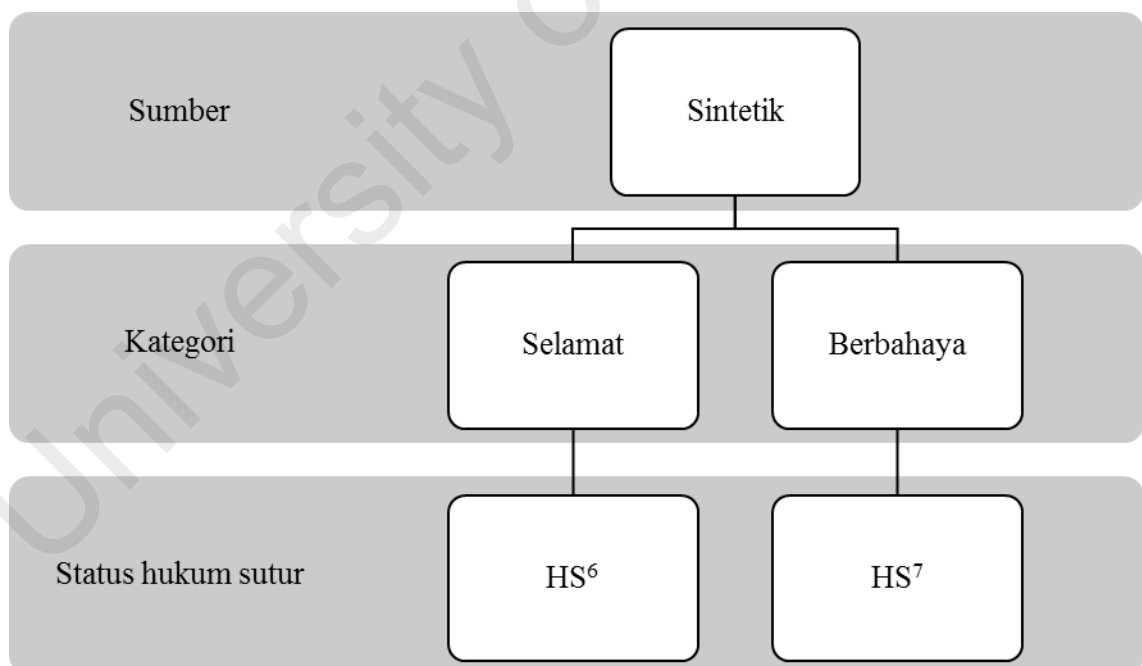 University o
Sumber
Sintetik
Kategori
Selamat
Berbahaya
Status hukum sutur
HS⁶
HS⁷